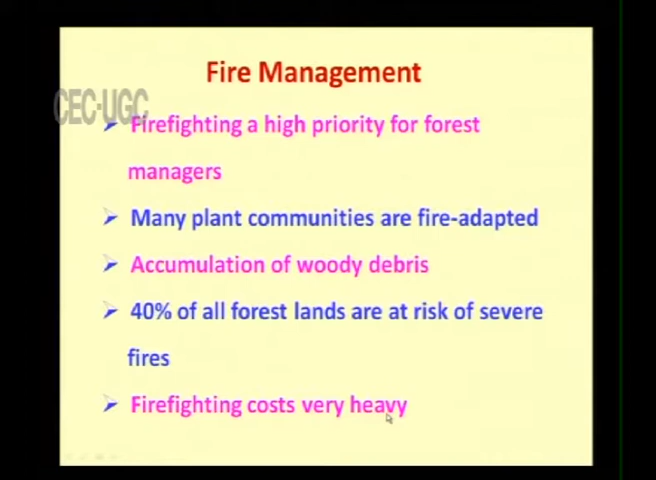 Fire Management
CEC-UGC
Firefighting a high priority for forest
managers
Many plant communities are fire-adapted
Accumulation of woody debris
40% of all forest lands are at risk of severe
fires
Firefighting costs very heavy